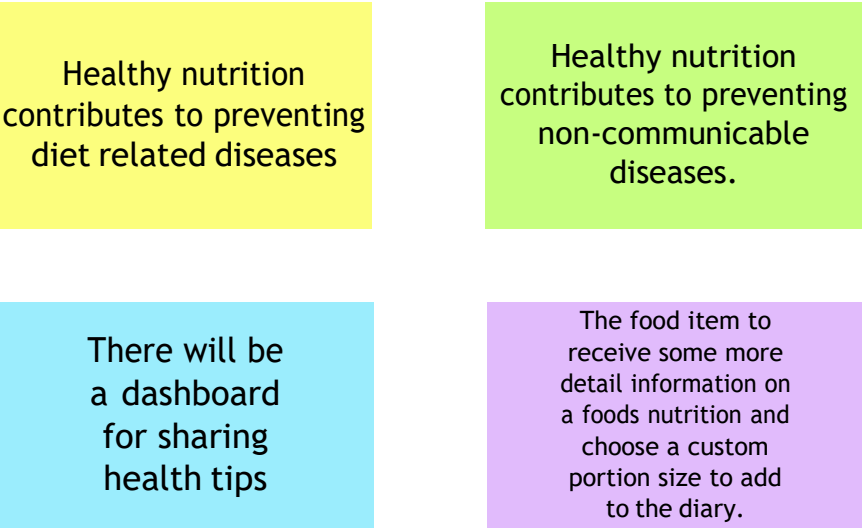 Healthy nutrition
contributes to preventing
diet related diseases
Healthy nutrition
contributes to preventing
non-communicable
diseases.
There will be
a dashboard
for sharing
health tips
The food item to
receive some more
detail information on
a foods nutrition and
choose a custom
portion size to add
to the diary.